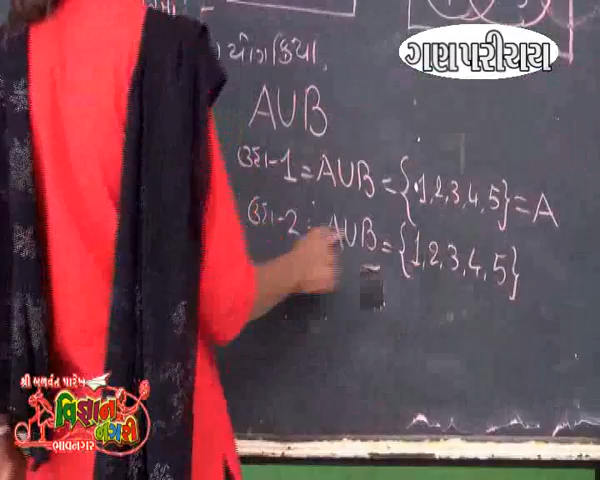 ગણપરીચય
યોગક્રિયા.
AUB
ઉદા-1 = AUB = {1,2,3,4,5} = A
ઉદા-2 : AUB = {1,2,3,4,5}
શ્રી બળવંત પારેખ
વિજ્ઞાન
નગરી
ભાવનગર